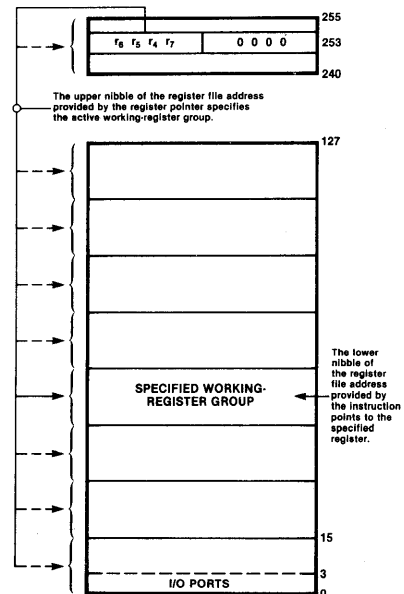 255
r6 r5 r4 r7 0 0 0 0 253
240
The upper nibble of the register file address
provided by the register pointer specifies
the active working-register group.
127
SPECIFIED WORKING-
REGISTER GROUP
The lower
nibble of
the register
file address
provided by
the instruction
points to the
specified
register.
15
3
I/O PORTS
0